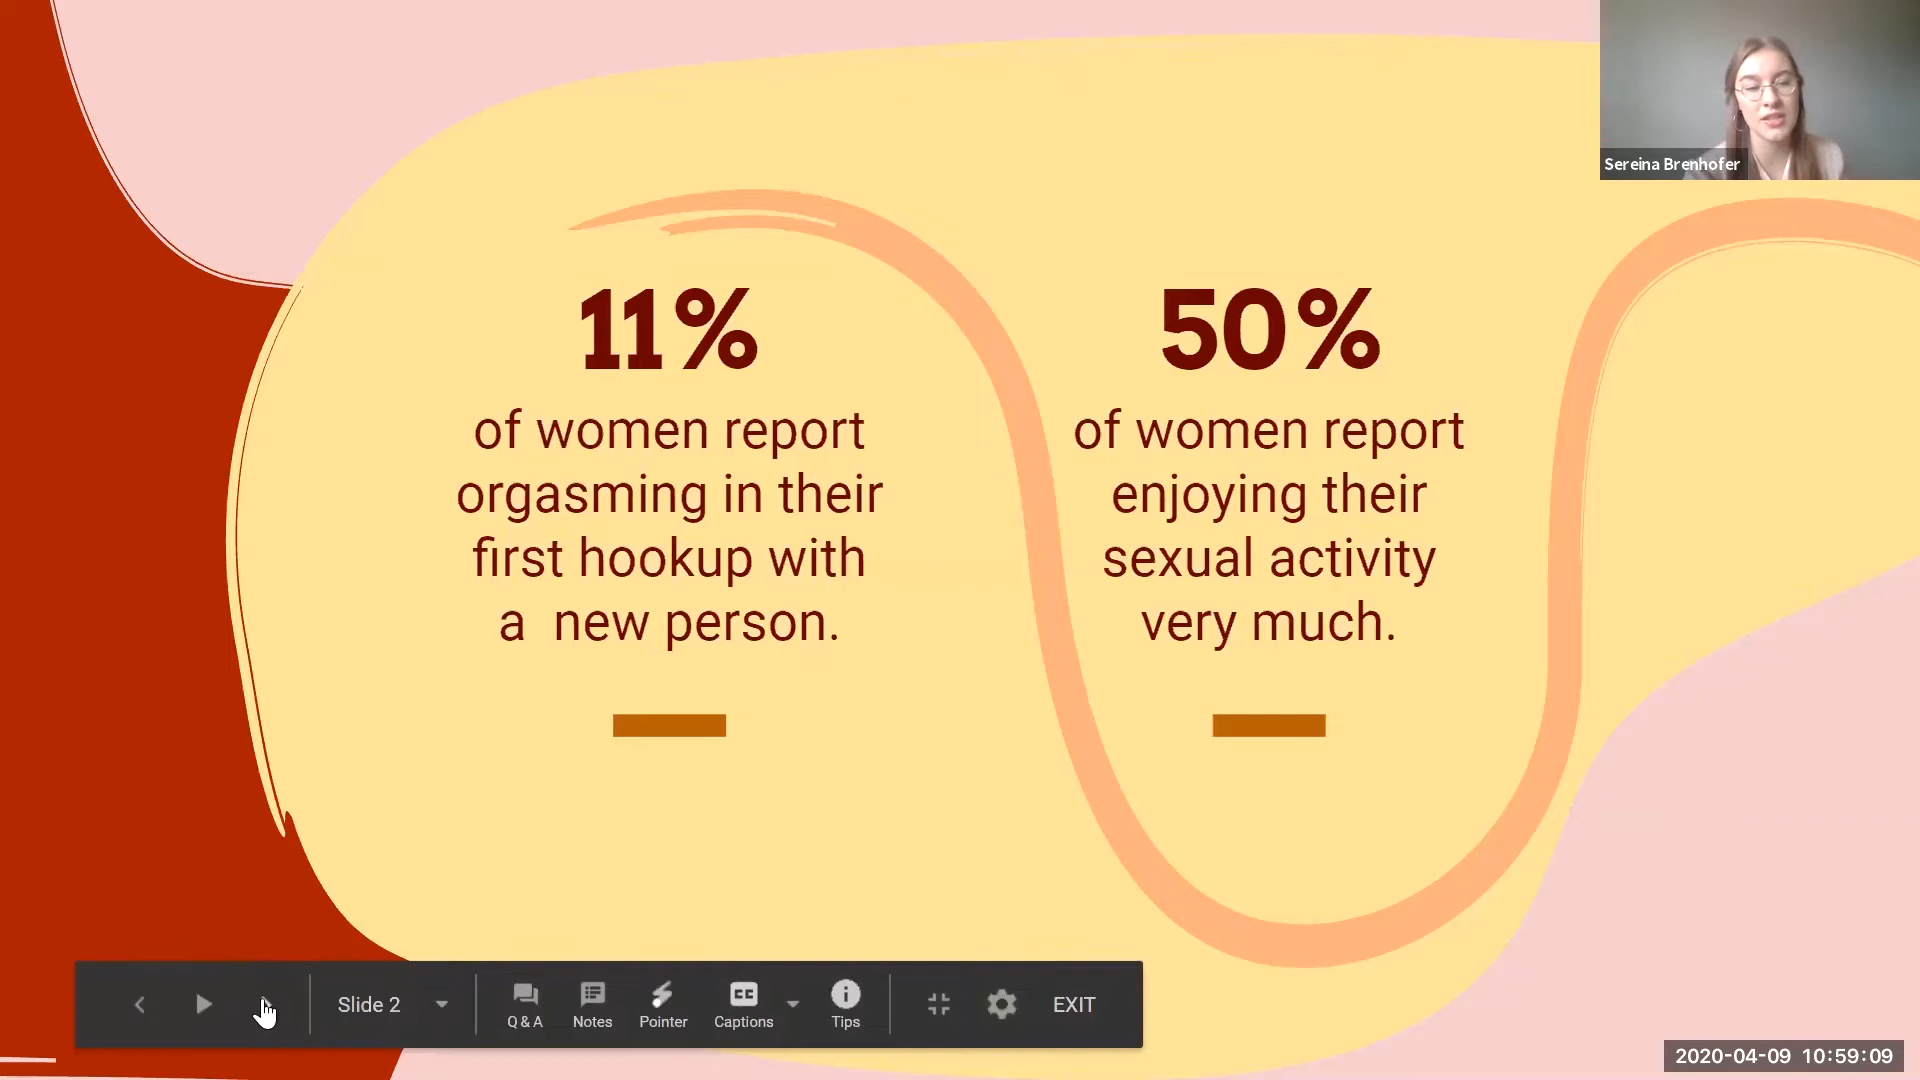 Sereina Brenhofer
11%
of women report
orgasming in their
first hookup with
a  new person.
50%
of women report
enjoying their
sexual activity
very much.
Slide 2
Q & A
Notes
Pointer
Captions
Tips
EXIT
2020-04-09 10:59:09